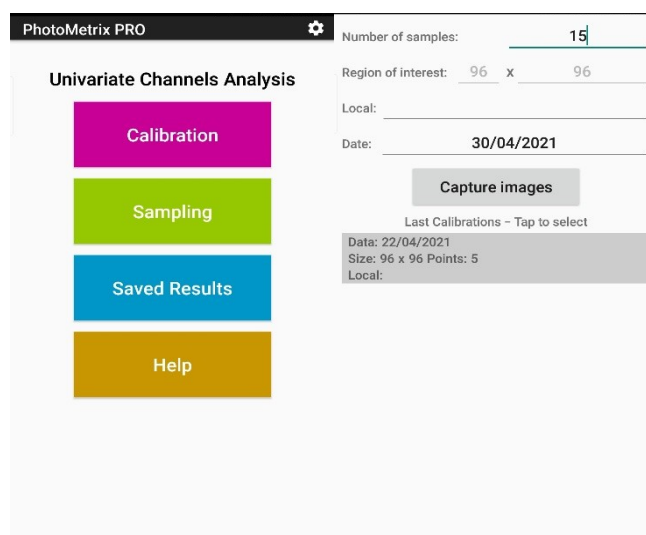 PhotoMetrix PRO
Univariate Channels Analysis
Calibration
Sampling
Saved Results
Help
Number of samples: 15
Region of interest: 96 x 96
Local:
Date: 30/04/2021
Capture images
Last Calibrations - Tap to select
Data: 22/04/2021
Size: 96 x 96 Points: 5
Local: